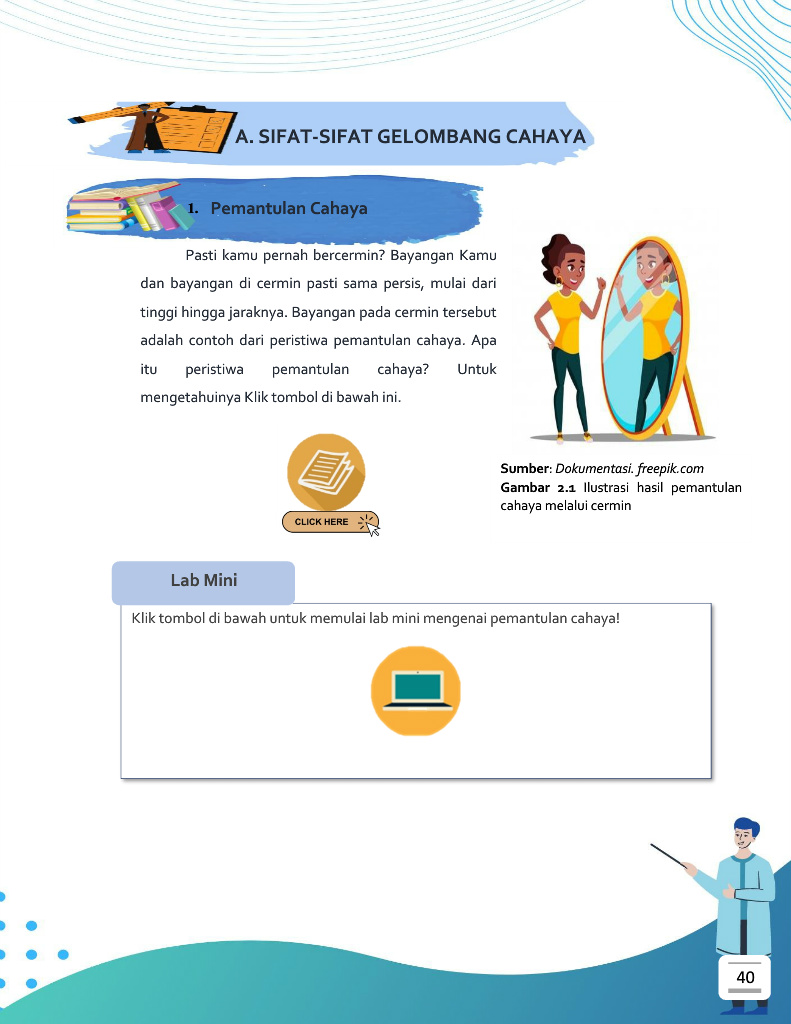 A. SIFAT-SIFAT GELOMBANG CAHAYA
1. Pemantulan Cahaya
Pasti kamu pernah bercermin? Bayangan Kamu
dan bayangan di cermin pasti sama persis, mulai dari
tinggi hingga jaraknya. Bayangan pada cermin tersebut
adalah contoh dari peristiwa pemantulan cahaya. Apa
itu peristiwa pemantulan cahaya? Untuk
mengetahuinya Klik tombol di bawah ini.
CLICK HERE
Sumber: Dokumentasi. freepik.com
Gambar 2.1 Ilustrasi hasil pemantulan
cahaya melalui cermin
Lab Mini
Klik tombol di bawah untuk memulai lab mini mengenai pemantulan cahaya!
40